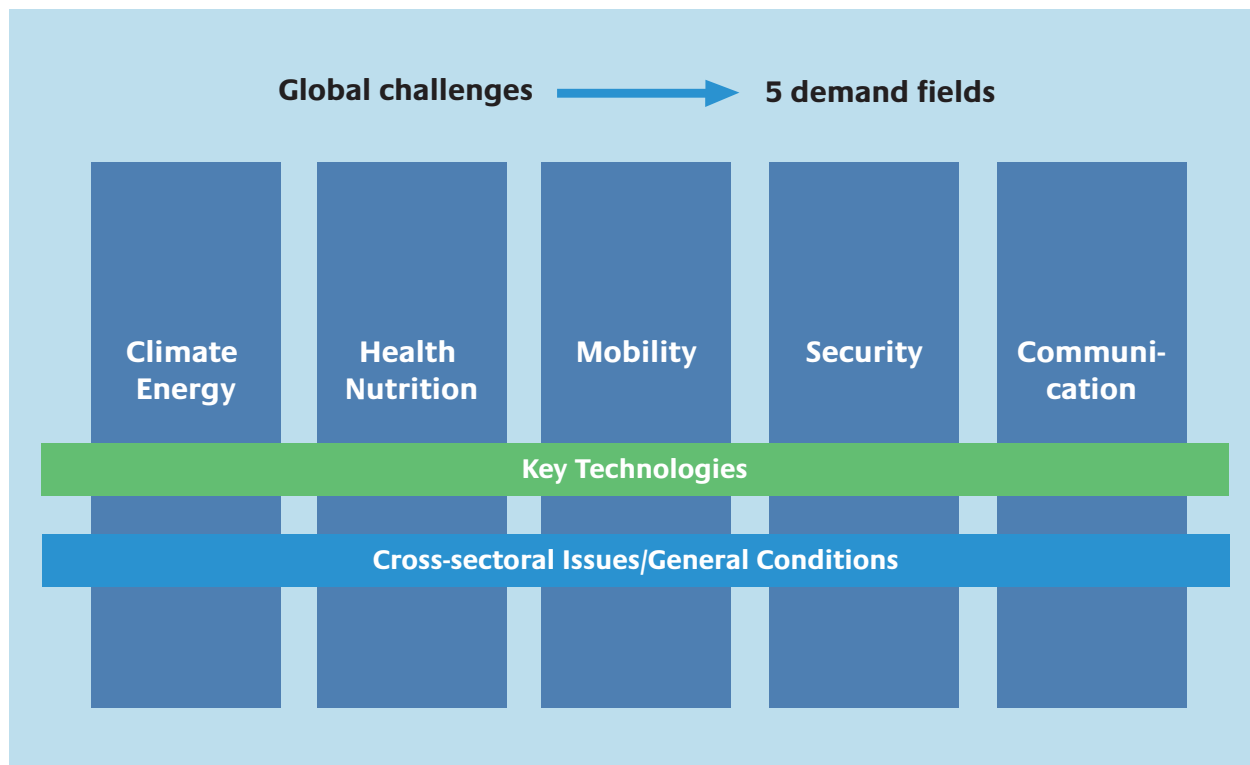 Global challenges
5 demand fields
Climate
Energy
Health
Nutrition
Mobility
Security
Communi-
cation
Key Technologies
Cross-sectoral Issues/General Conditions